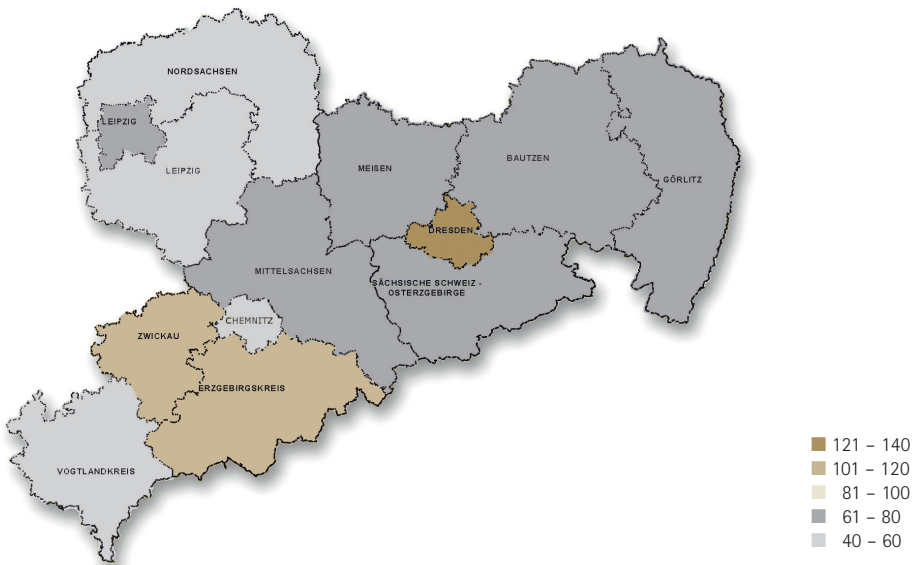 NORDSACHSEN
LEIPZIG
LEIPZIG
MEIßEN
BAUTZEN
GÖRLITZ
DRESDEN
MITTELSACHSEN
SÄCHSISCHE SCHWEIZ -
OSTERZGEBIRGE
CHEMNITZ
ZWICKAU
ERZGEBIRGSKREIS
VOGTLANDKREIS
121 – 140
101 – 120
81 – 100
61 – 80
40 – 60